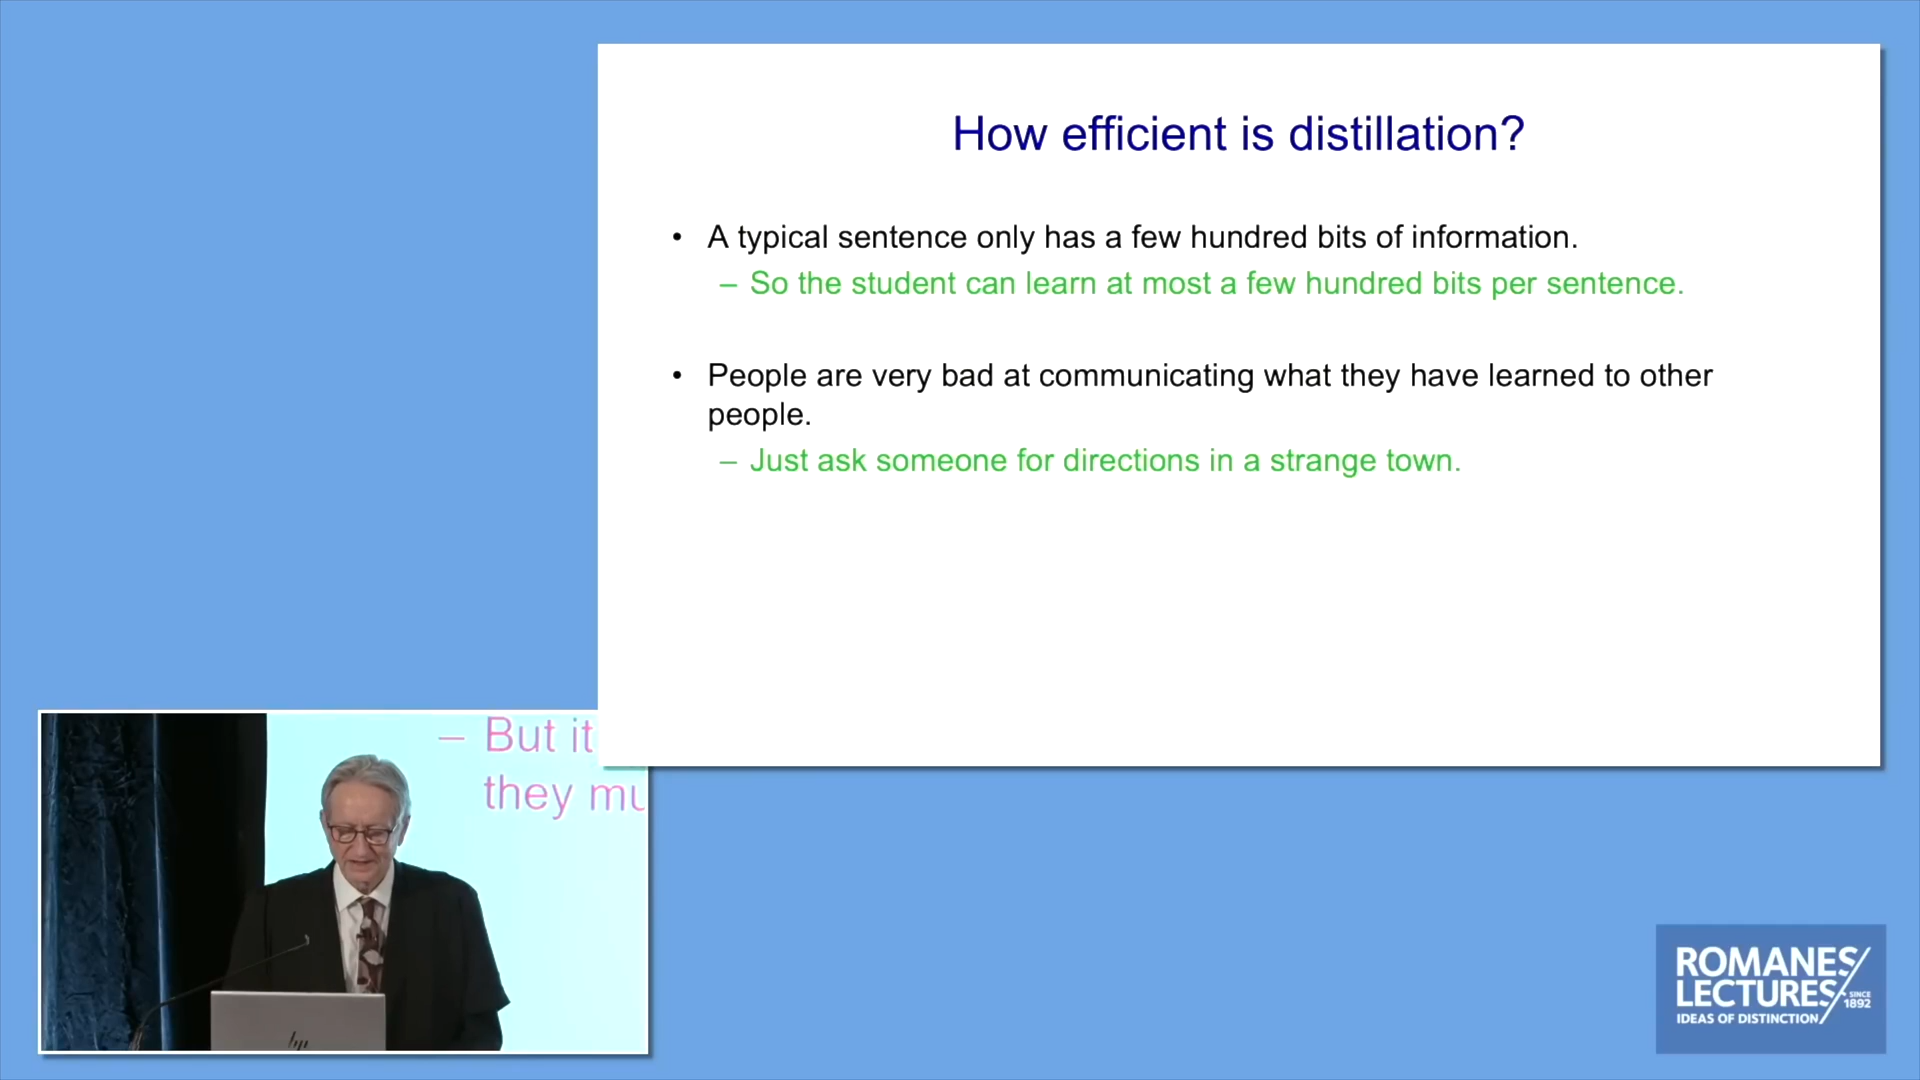 How efficient is distillation?
• A typical sentence only has a few hundred bits of information.
– So the student can learn at most a few hundred bits per sentence.
• People are very bad at communicating what they have learned to other
people.
– Just ask someone for directions in a strange town.
– But it
they mu
hp
ROMANES
LECTURES
SINCE
1892
IDEAS OF DISTINCTION